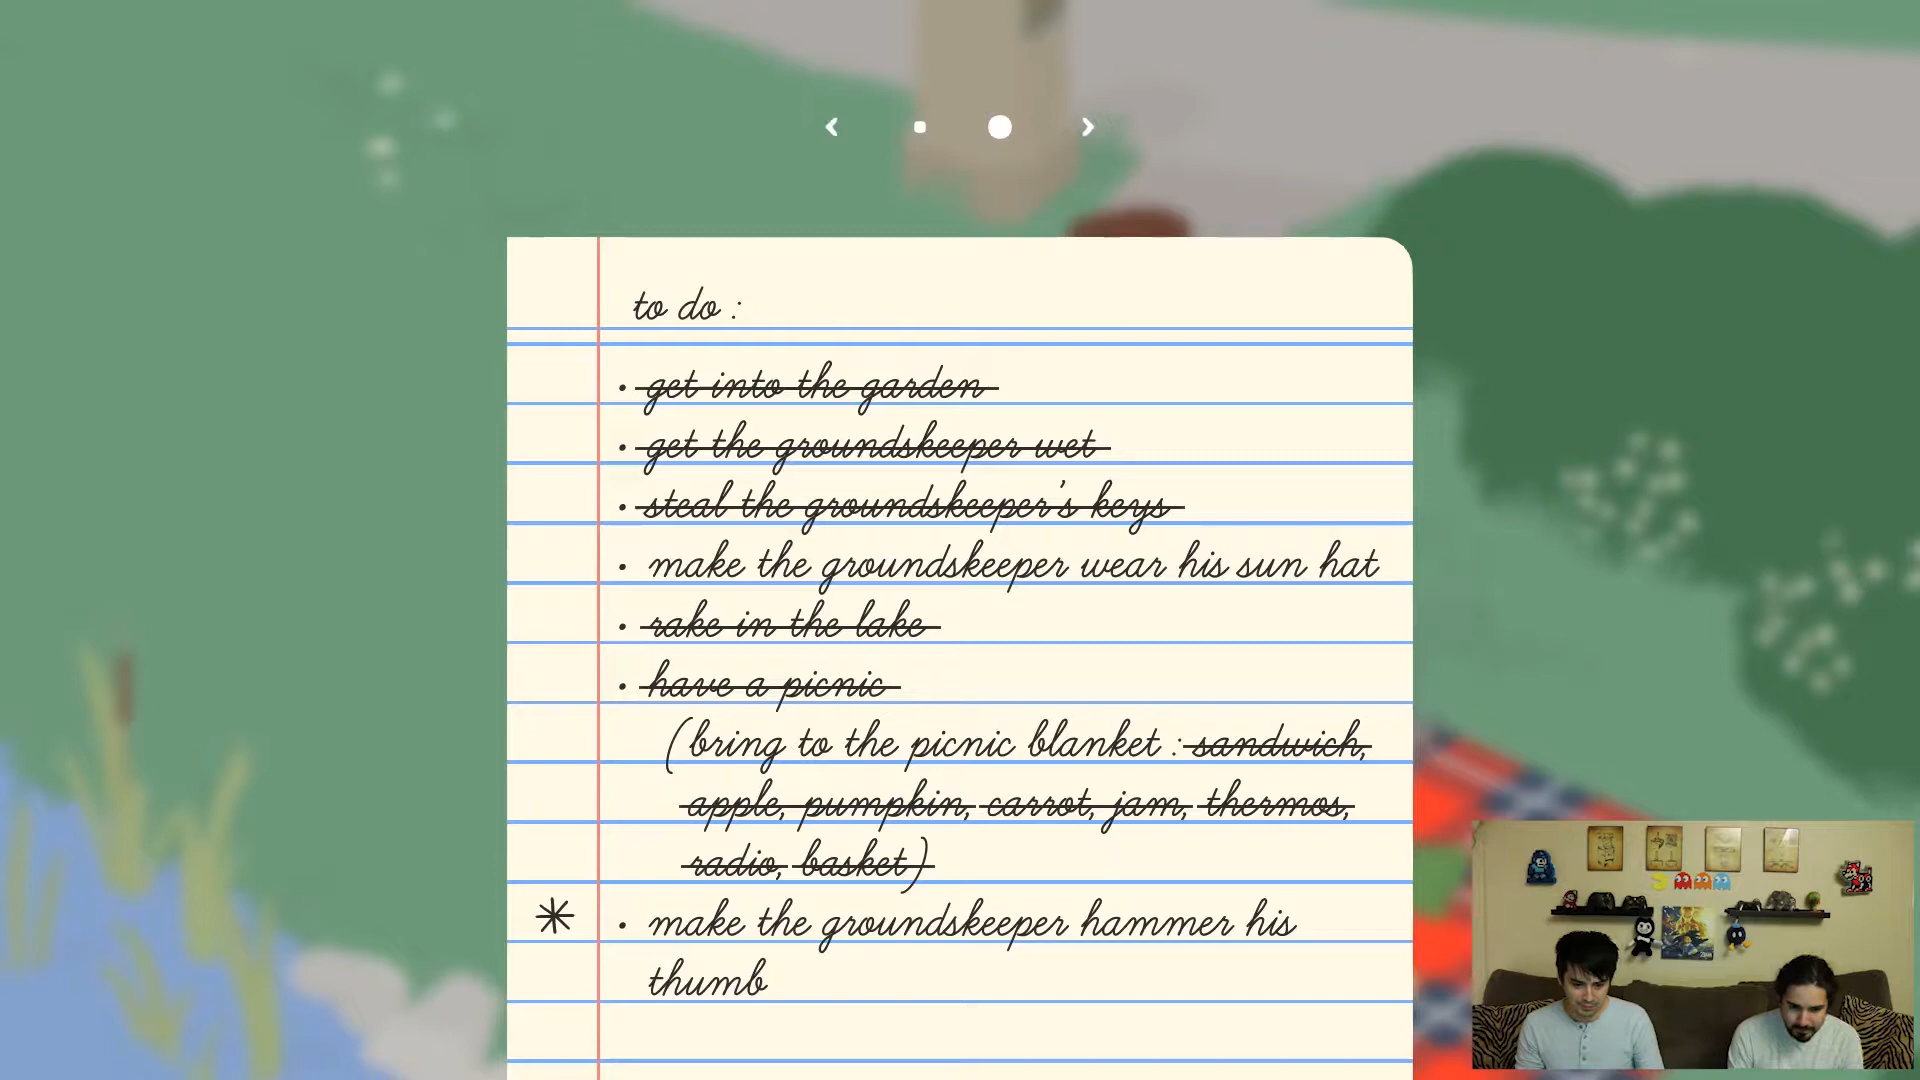 to do :
• get into the garden
• get the groundskeeper wet
• steal the groundskeeper's keys
• make the groundskeeper wear his sun hat
• rake in the lake
• have a picnic
(bring to the picnic blanket : sandwich,
apple, pumpkin, carrot, jam, thermos,
radio, basket)
• make the groundskeeper hammer his
thumb